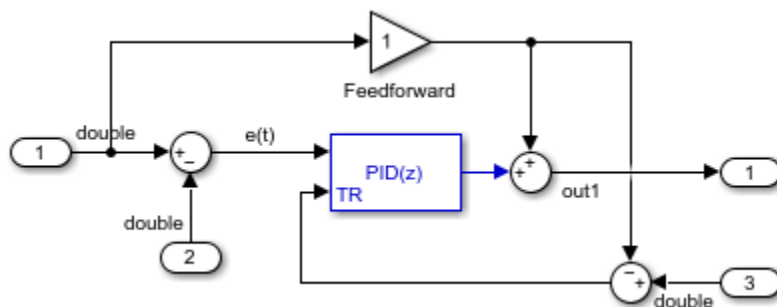 1
Feedforward
1
double
+
−
e(t)
PID(z)
TR
+
+
out1
1
double
2
−
+
3
double